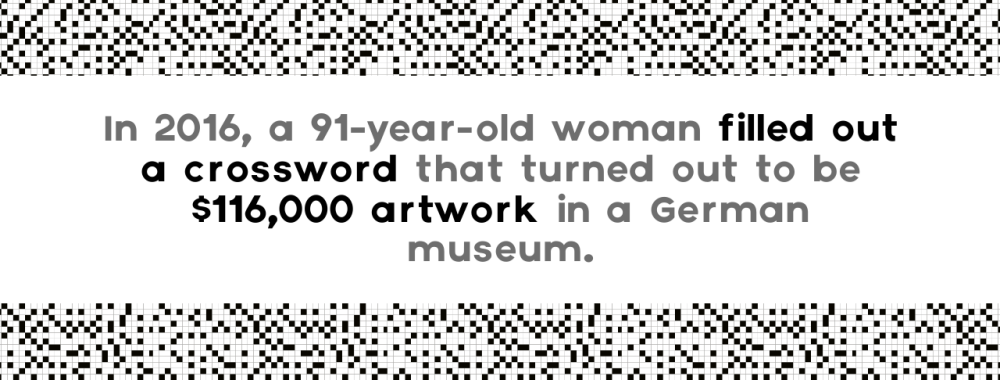 In 2016, a 91-year-old woman filled out
a crossword that turned out to be
$116,000 artwork in a German
museum.